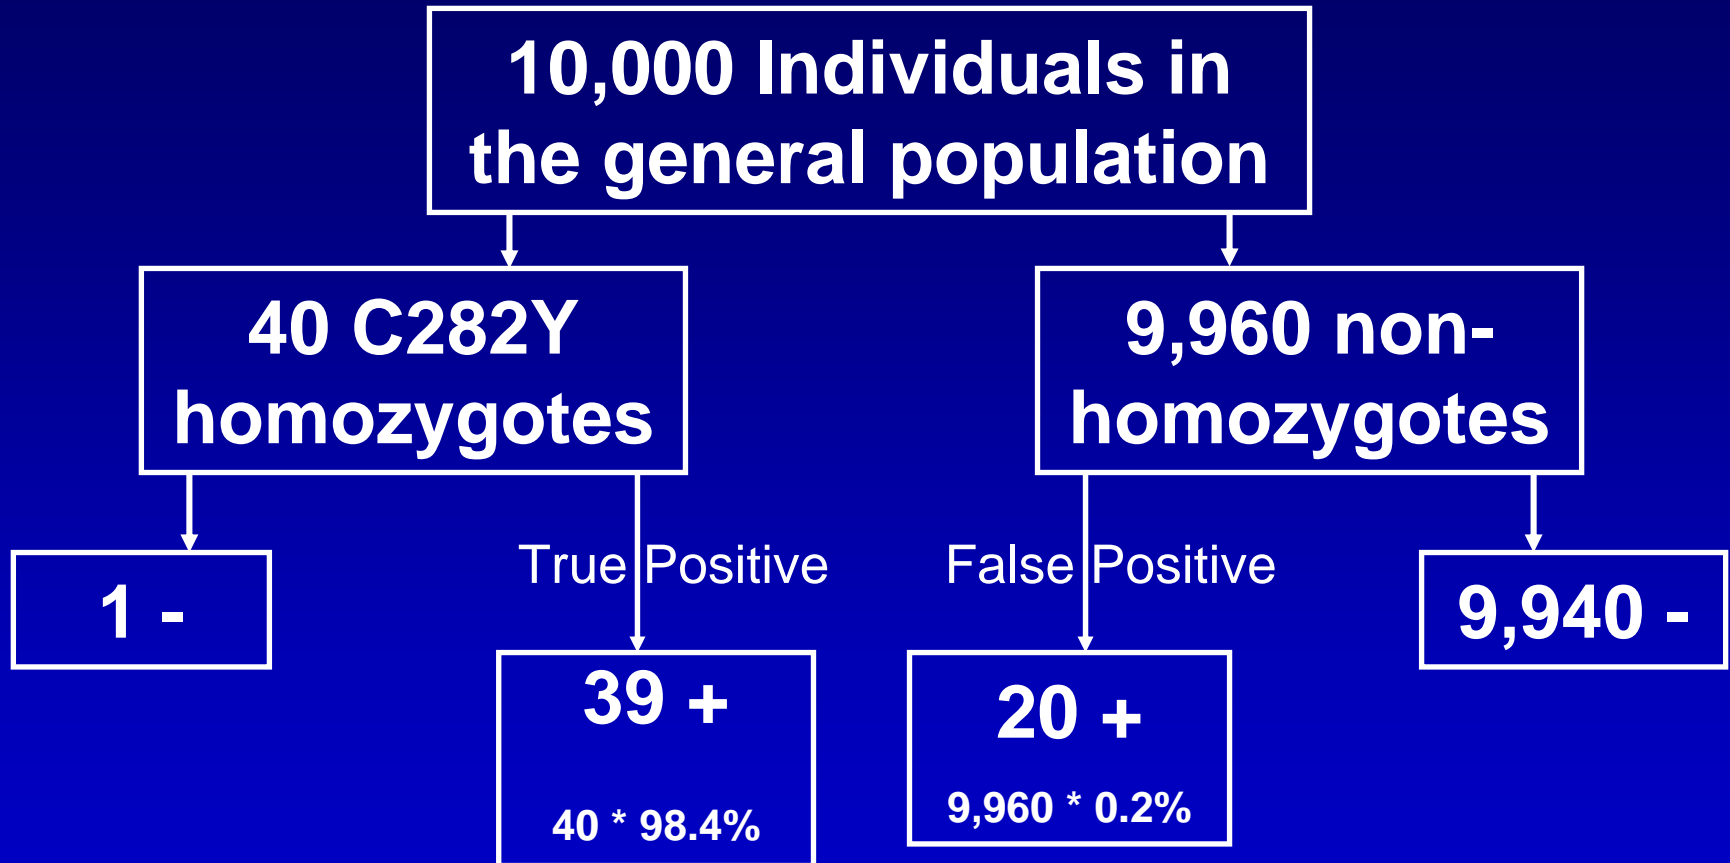 10,000 Individuals in
the general population
40 C282Y
homozygotes
9,960 non-
homozygotes
1 -
True Positive
False Positive
9,940 -
39 +
40 * 98.4%
20 +
9,960 * 0.2%